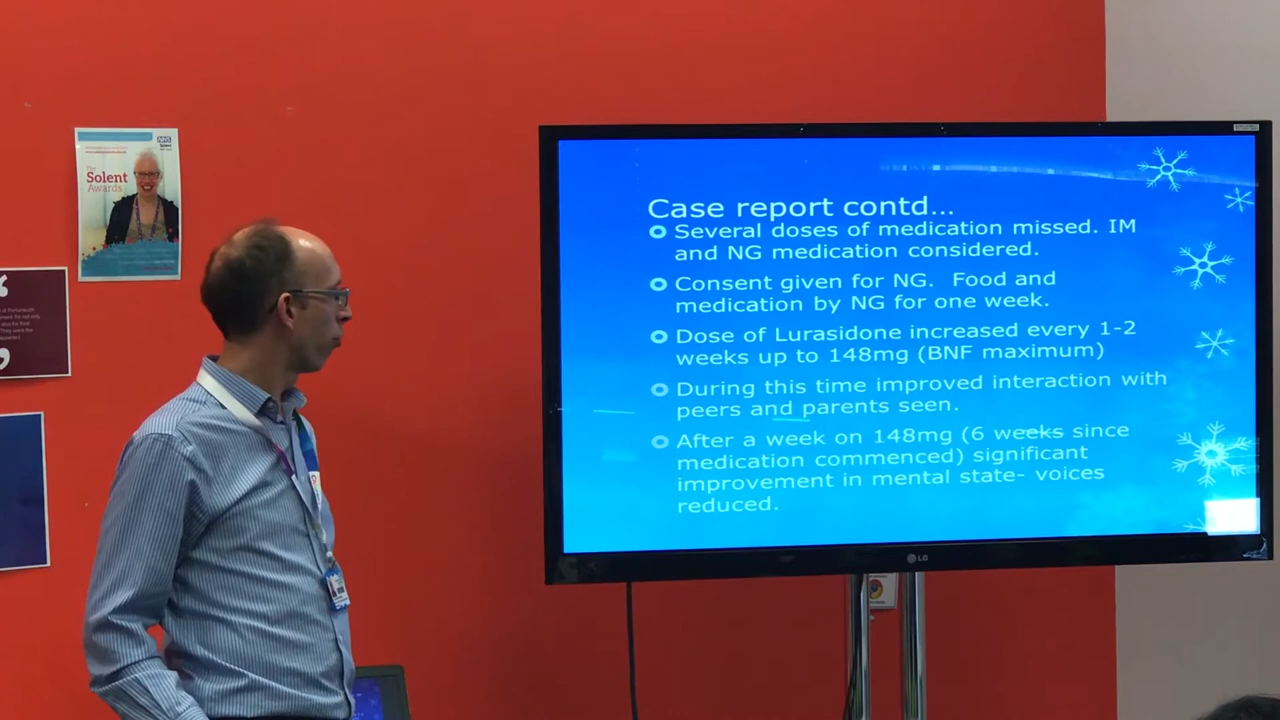 NHS
Solent
The
Solent
Awards
Case report contd...
Several doses of medication missed. IM
and NG medication considered.
Consent given for NG.  Food and
medication by NG for one week.
Dose of Lurasidone increased every 1-2
weeks up to 148mg (BNF maximum)
During this time improved interaction with
peers and parents seen.
After a week on 148mg (6 weeks since
medication commenced) significant
improvement in mental state- voices
reduced.
LG